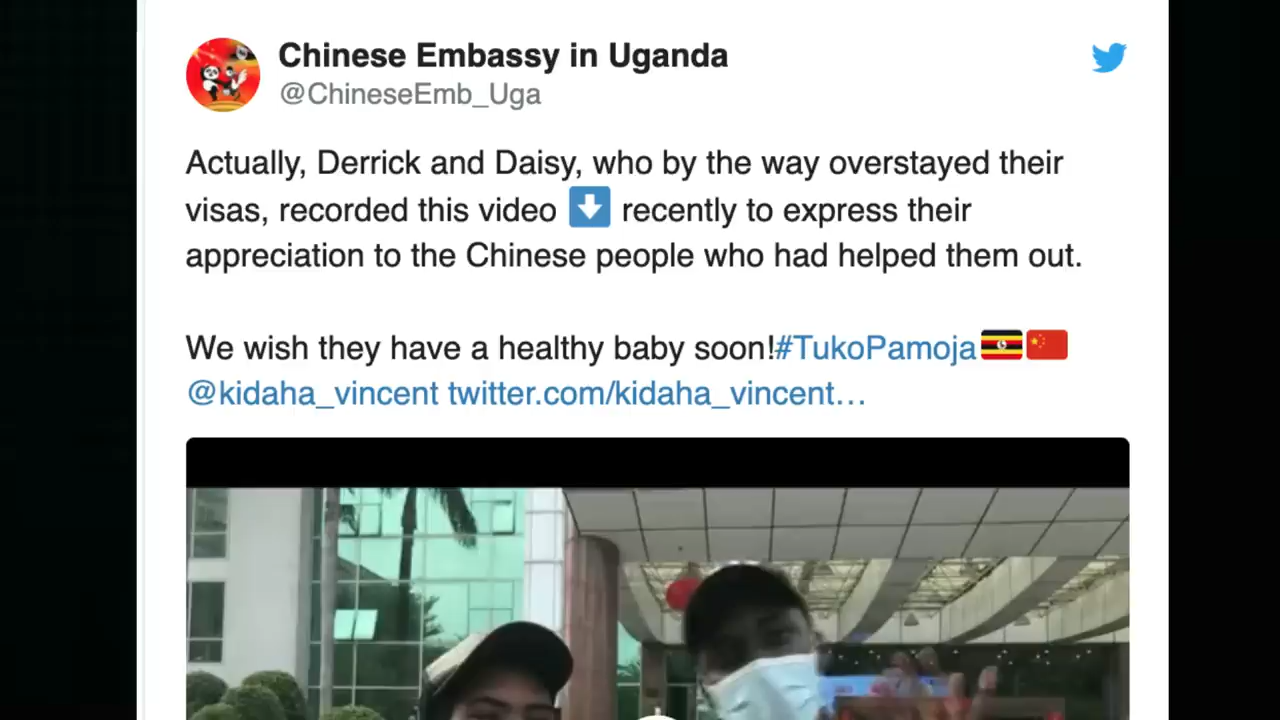 Chinese Embassy in Uganda
@ChineseEmb_Uga
Actually, Derrick and Daisy, who by the way overstayed their
visas, recorded this video ⬇️ recently to express their
appreciation to the Chinese people who had helped them out.
We wish they have a healthy baby soon!#TukoPamoja🇺🇬🇨🇳
@kidaha_vincent twitter.com/kidaha_vincent…